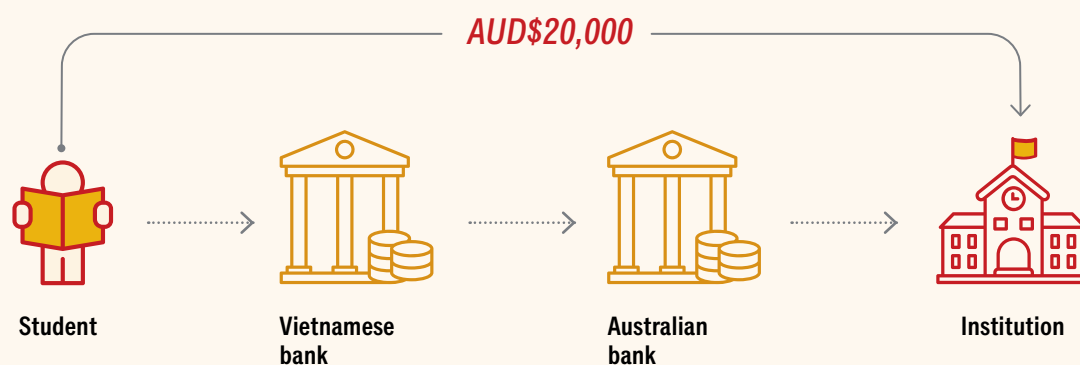 AUD$20,000
Student
Vietnamese
bank
Australian
bank
Institution